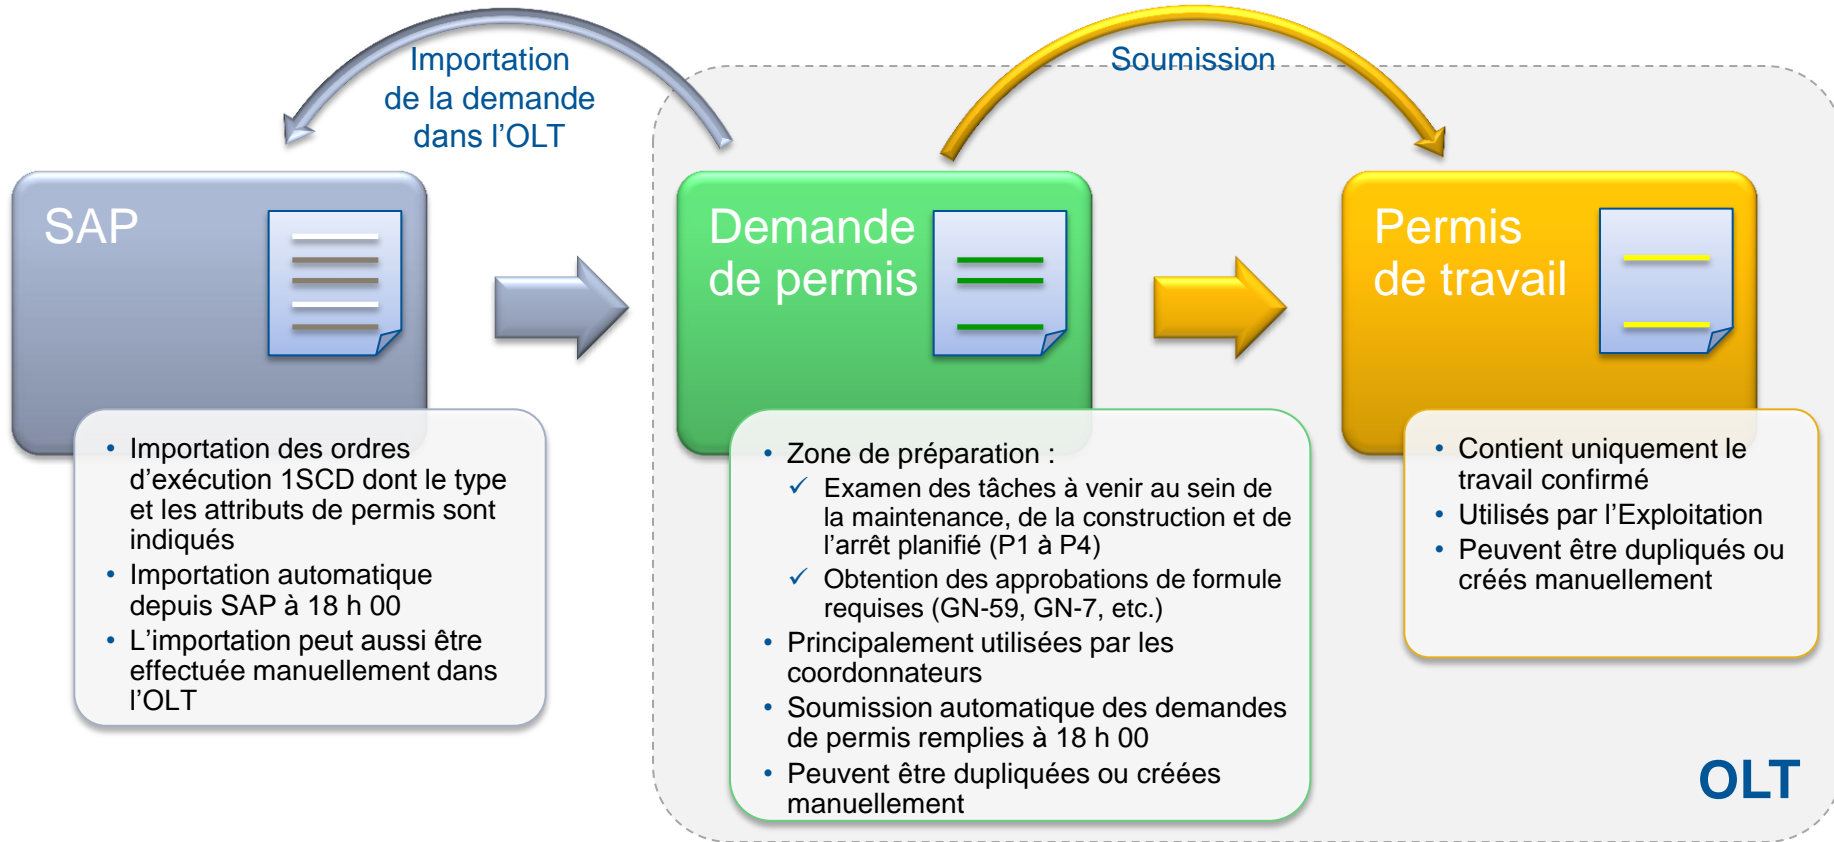 Importation
de la demande
dans l’OLT
Soumission
SAP
• Importation des ordres
d’exécution 1SCD dont le type
et les attributs de permis sont
indiqués
• Importation automatique
depuis SAP à 18 h 00
• L’importation peut aussi être
effectuée manuellement dans
l’OLT
Demande
de permis
• Zone de préparation :
✓ Examen des tâches à venir au sein de
la maintenance, de la construction et de
l’arrêt planifié (P1 à P4)
✓ Obtention des approbations de formule
requises (GN-59, GN-7, etc.)
• Principalement utilisées par les
coordonnateurs
• Soumission automatique des demandes
de permis remplies à 18 h 00
• Peuvent être dupliquées ou créées
manuellement
Permis
de travail
• Contient uniquement le
travail confirmé
• Utilisés par l’Exploitation
• Peuvent être dupliqués ou
créés manuellement
OLT